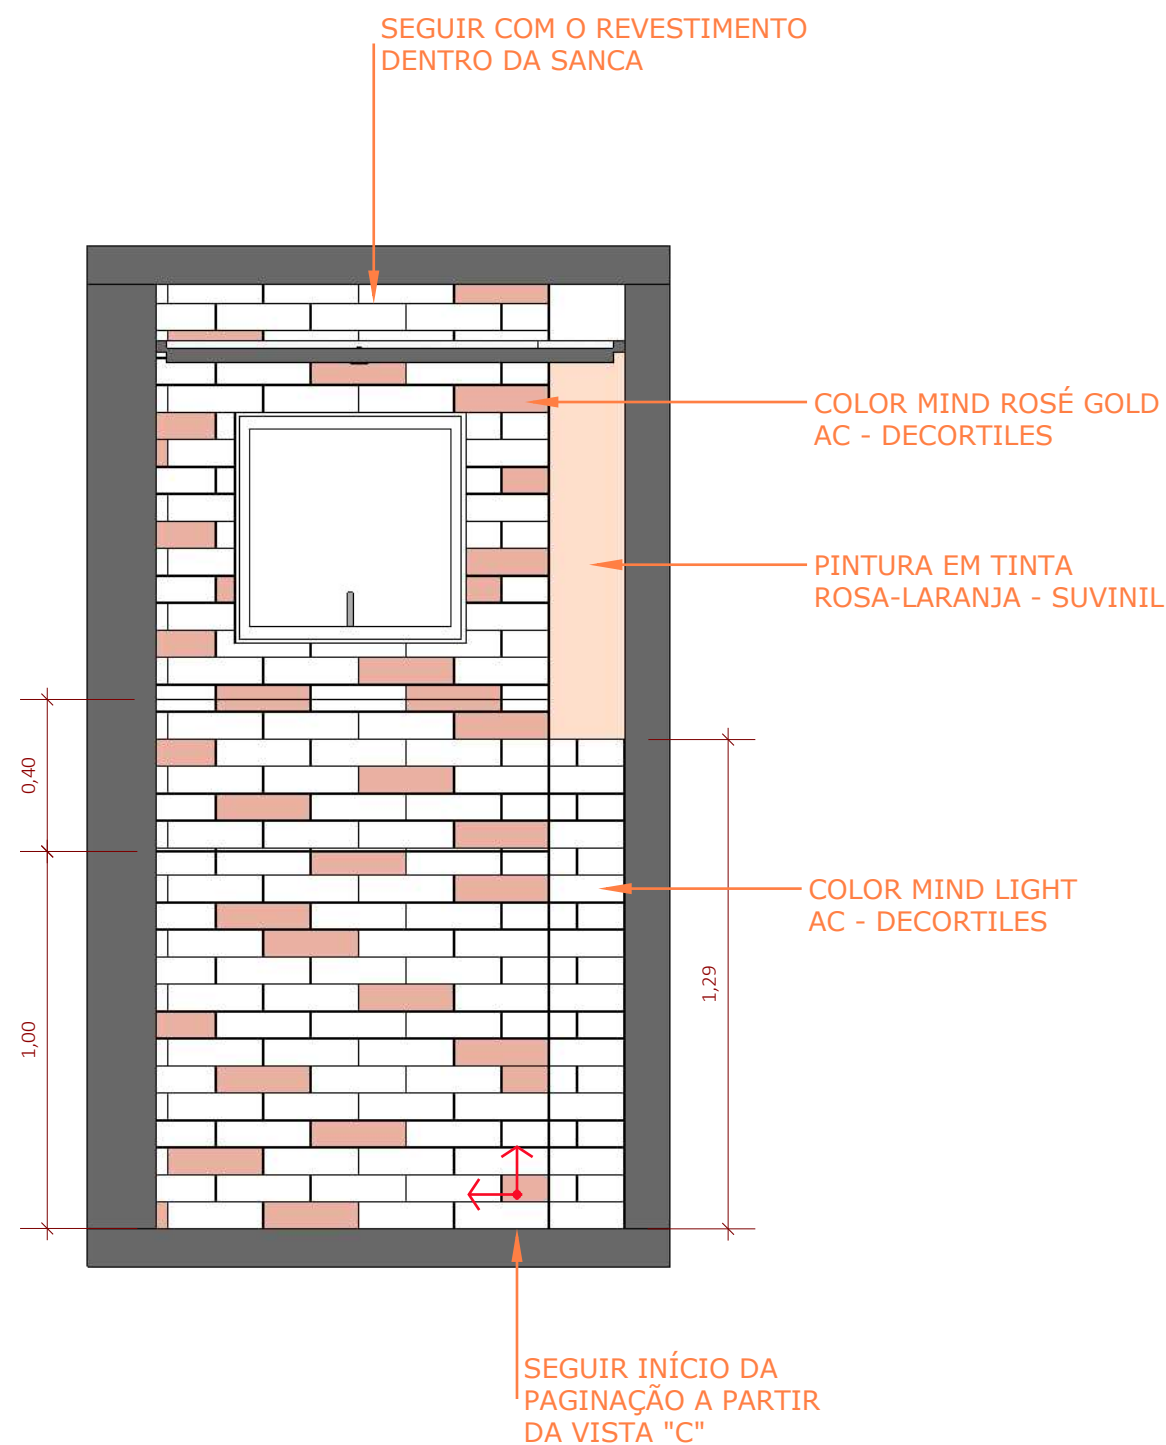 SEGUIR COM O REVESTIMENTO
DENTRO DA SANCA
COLOR MIND ROSÉ GOLD
AC - DECORTILES
PINTURA EM TINTA
ROSA-LARANJA - SUVINIL
0,40
COLOR MIND LIGHT
AC - DECORTILES
1,29
1,00
SEGUIR INÍCIO DA
PAGINAÇÃO A PARTIR
DA VISTA "C"